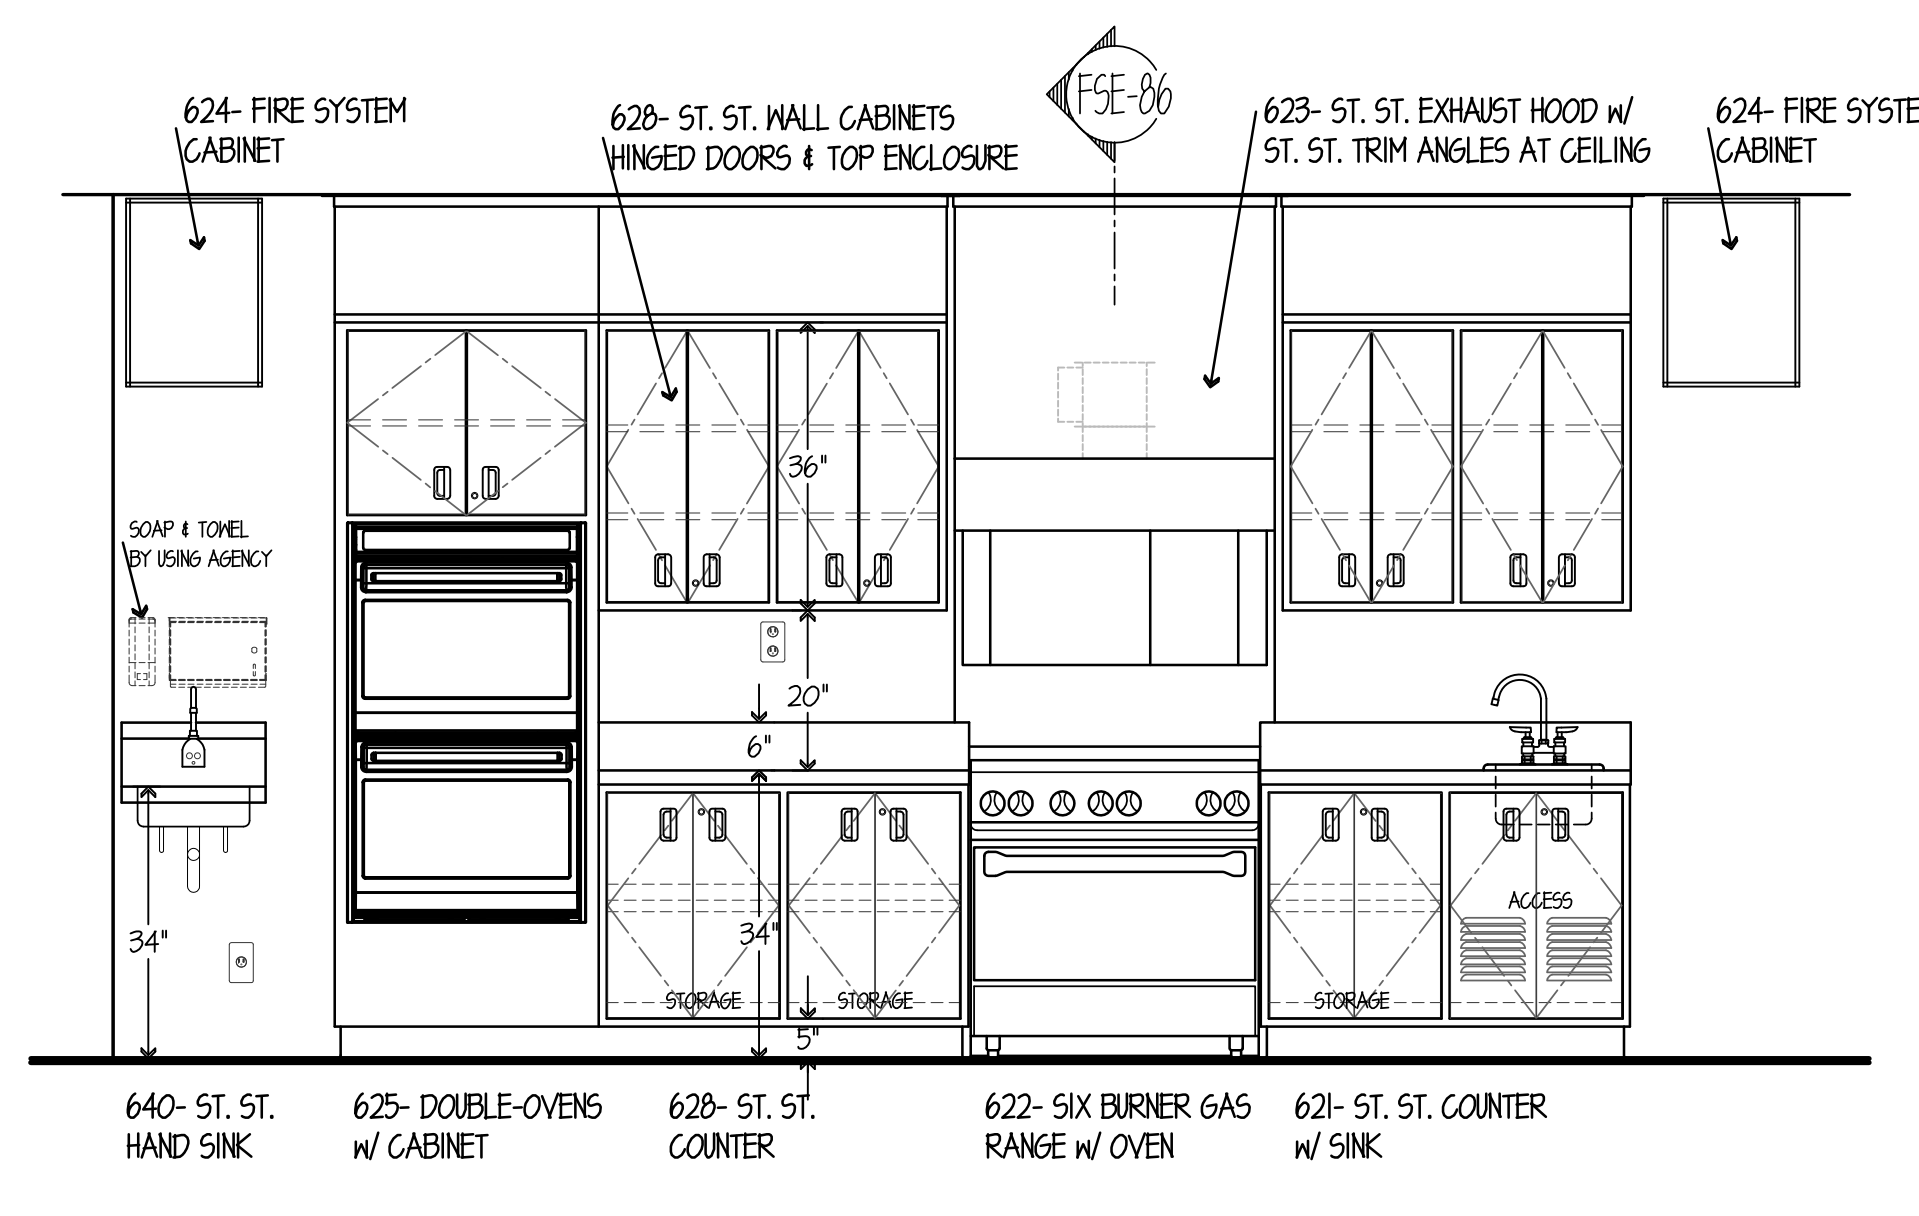 FSE-86
624- FIRE SYSTEM
CABINET
628- ST. ST. WALL CABINETS
HINGED DOORS & TOP ENCLOSURE
623- ST. ST. EXHAUST HOOD w/
ST. ST. TRIM ANGLES AT CEILING
624- FIRE SYSTE
CABINET
36"
SOAP & TOWEL
BY USING AGENCY
20"
6"
34"
34"
ACCESS
STORAGE
STORAGE
STORAGE
5"
640- ST. ST.
HAND SINK
625- DOUBLE-OVENS
w/ CABINET
628- ST. ST.
COUNTER
622- SIX BURNER GAS
RANGE w/ OVEN
621- ST. ST. COUNTER
w/ SINK